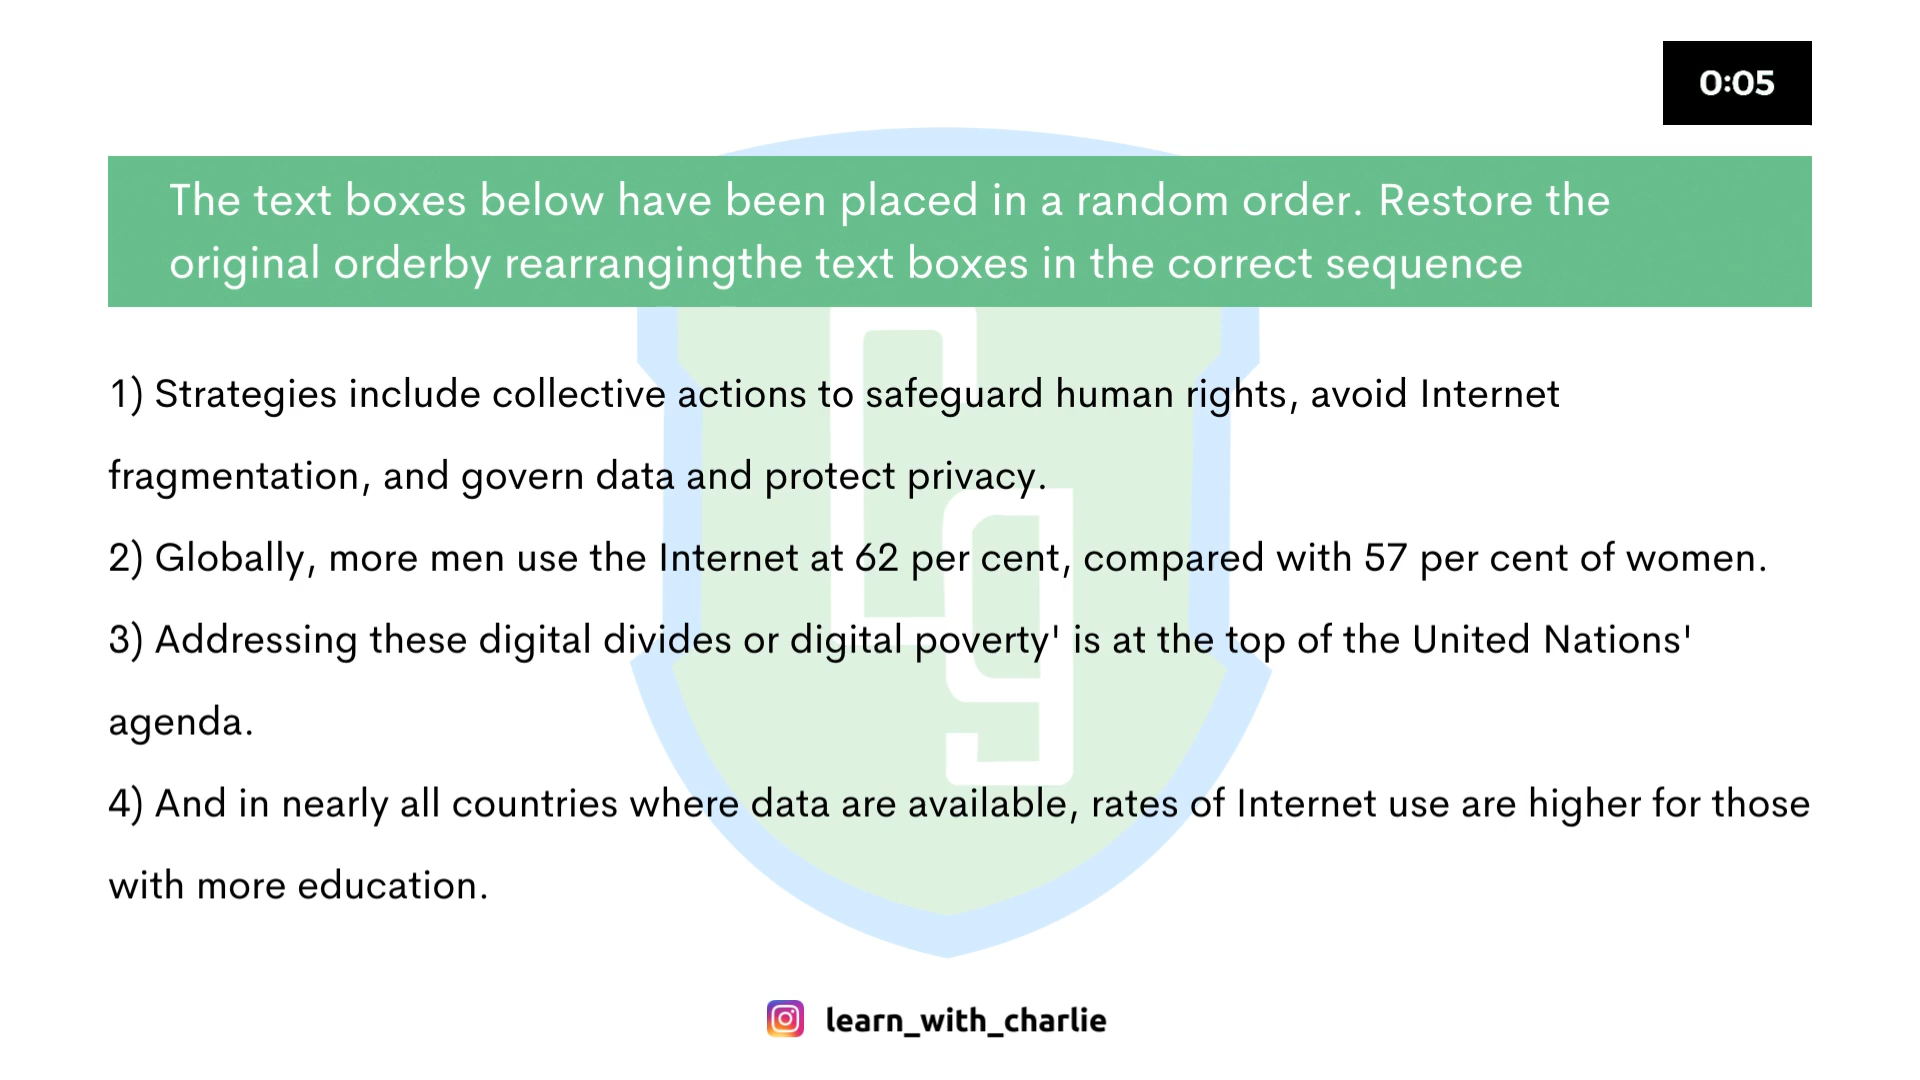 0:05
The text boxes below have been placed in a random order. Restore the
original orderby rearrangingthe text boxes in the correct sequence
1) Strategies include collective actions to safeguard human rights, avoid Internet
fragmentation, and govern data and protect privacy.
2) Globally, more men use the Internet at 62 per cent, compared with 57 per cent of women.
3) Addressing these digital divides or digital poverty' is at the top of the United Nations'
agenda.
4) And in nearly all countries where data are available, rates of Internet use are higher for those
with more education.
learn_with_charlie